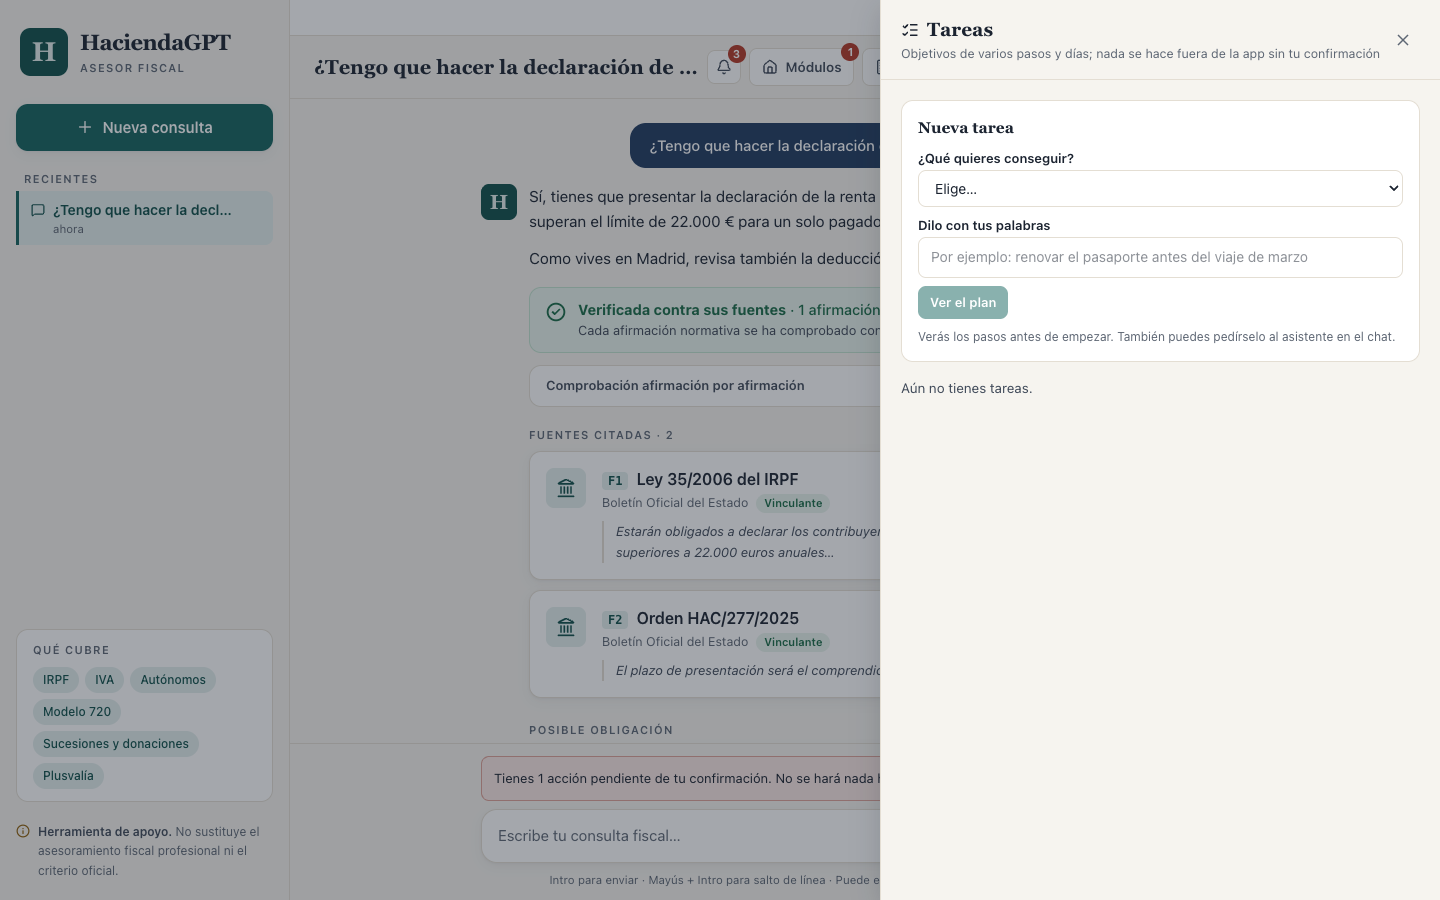 H
HaciendaGPT
ASESOR FISCAL
Nueva consulta
RECIENTES
¿Tengo que hacer la decl...
ahora
QUÉ CUBRE
IRPF
IVA
Autónomos
Modelo 720
Sucesiones y donaciones
Plusvalía
Herramienta de apoyo. No sustituye el
asesoramiento fiscal profesional ni el
criterio oficial.
¿Tengo que hacer la declaración de ...
3
Módulos
1
¿Tengo que hacer la declaración
H
Sí, tienes que presentar la declaración de la renta
superan el límite de 22.000 € para un solo pagado
Como vives en Madrid, revisa también la deducció
Verificada contra sus fuentes · 1 afirmación
Cada afirmación normativa se ha comprobado con
Comprobación afirmación por afirmación
FUENTES CITADAS · 2
F1 Ley 35/2006 del IRPF
Boletín Oficial del Estado Vinculante
Estarán obligados a declarar los contribuyen
superiores a 22.000 euros anuales...
F2 Orden HAC/277/2025
Boletín Oficial del Estado Vinculante
El plazo de presentación será el comprendic
POSIBLE OBLIGACIÓN
Tienes 1 acción pendiente de tu confirmación. No se hará nada
Escribe tu consulta fiscal...
Intro para enviar · Mayús + Intro para salto de línea · Puede e
Tareas
Objetivos de varios pasos y días; nada se hace fuera de la app sin tu confirmación
Nueva tarea
¿Qué quieres conseguir?
Elige...
Dilo con tus palabras
Por ejemplo: renovar el pasaporte antes del viaje de marzo
Ver el plan
Verás los pasos antes de empezar. También puedes pedírselo al asistente en el chat.
Aún no tienes tareas.